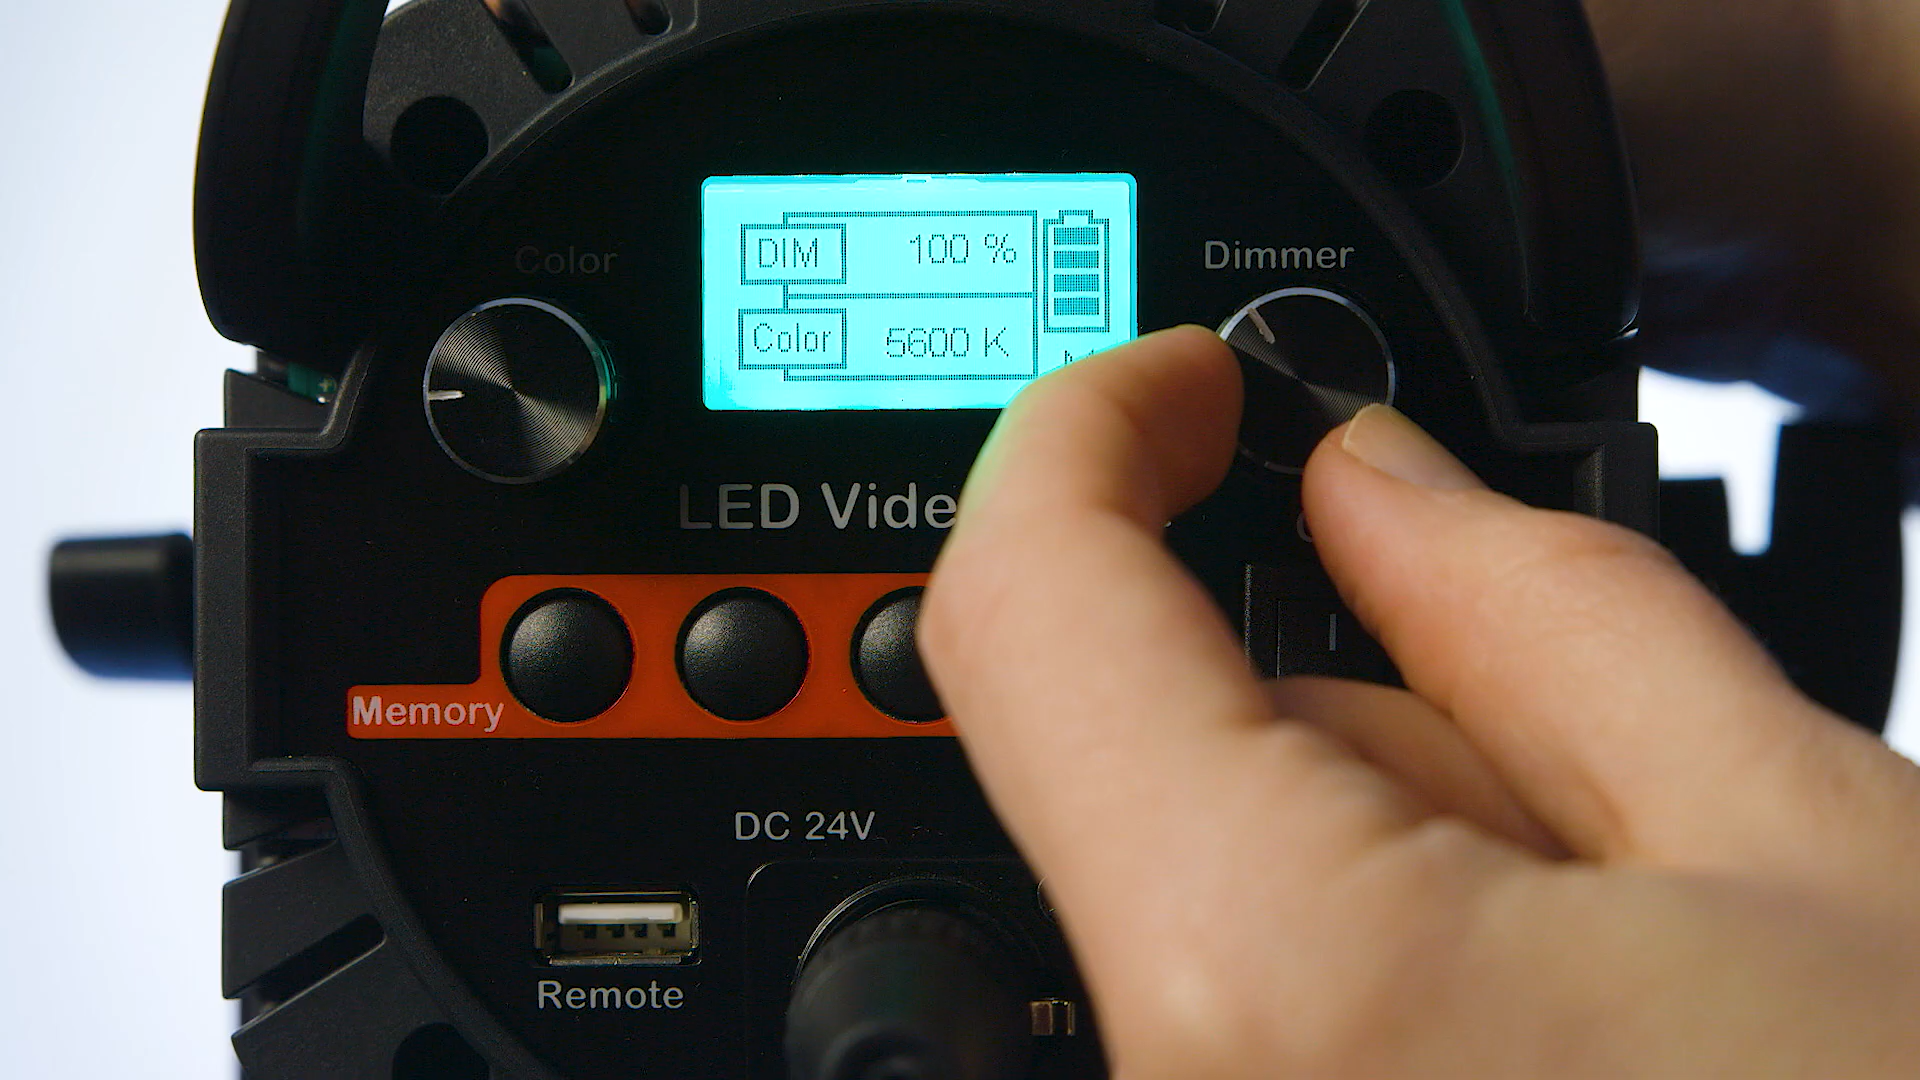 Color
DIM 100 %
Color 5600 K
Dimmer
LED Vide
Memory
DC 24V
Remote